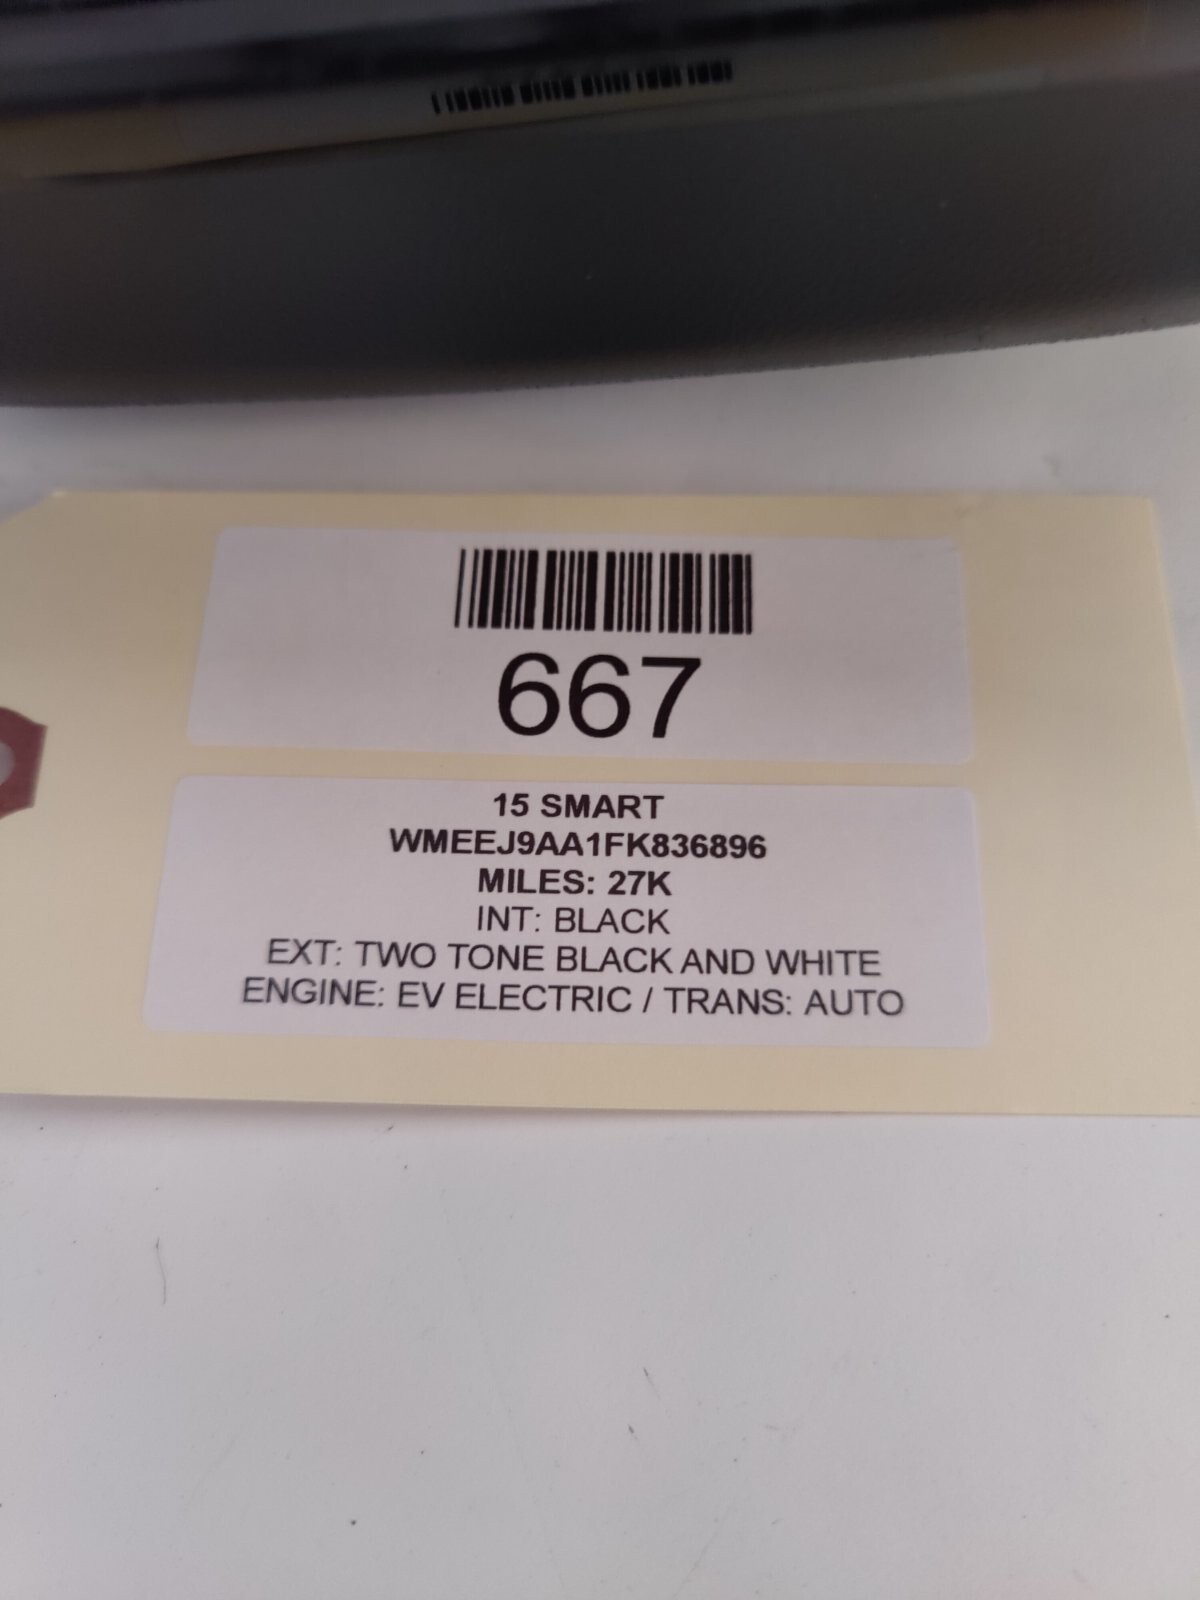 667
15 SMART
WMEEJ9AA1FK836896
MILES: 27K
INT: BLACK
EXT: TWO TONE BLACK AND WHITE
ENGINE: EV ELECTRIC / TRANS: AUTO